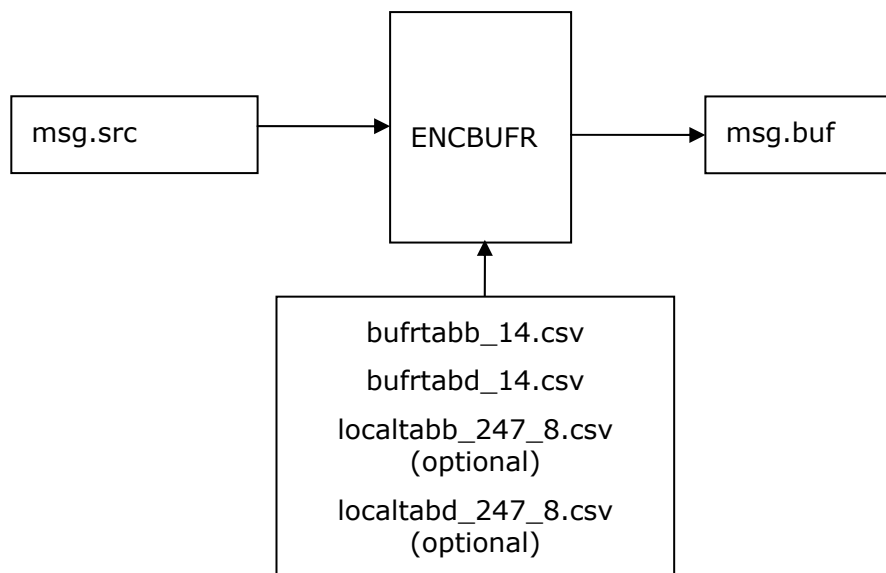 msg.src
ENCBUFR
msg.buf
bufrtabb_14.csv
bufrtabd_14.csv
localtabb_247_8.csv
(optional)
localtabd_247_8.csv
(optional)